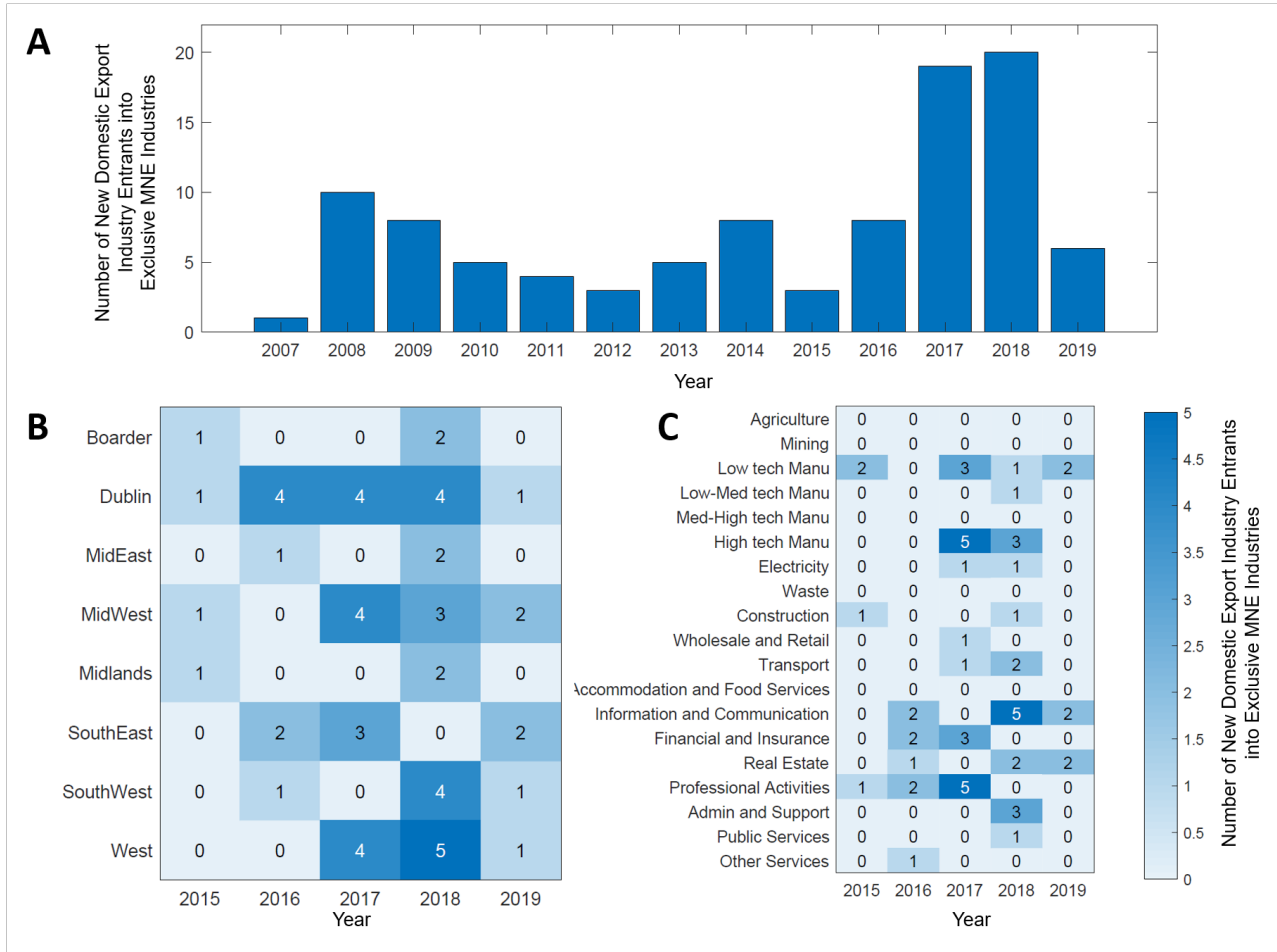 A
Number of New Domestic Export
Industry Entrants into
Exclusive MNE Industries
20
15
10
5
0
2007 2008 2009 2010 2011 2012 2013 2014 2015 2016 2017 2018 2019
Year
B
Boarder 1 0 0 2 0
Dublin 1 4 4 4 1
MidEast 0 1 0 2 0
MidWest 1 0 4 3 2
Midlands 1 0 0 2 0
SouthEast 0 2 3 0 2
SouthWest 0 1 0 4 1
West 0 0 4 5 1
2015 2016 2017 2018 2019
Year
C
Agriculture 0 0 0 0 0
Mining 0 0 0 0 0
Low tech Manu 2 0 3 1 2
Low-Med tech Manu 0 0 0 1 0
Med-High tech Manu 0 0 0 0 0
High tech Manu 0 0 5 3 0
Electricity 0 0 1 1 0
Waste 0 0 0 0 0
Construction 1 0 0 1 0
Wholesale and Retail 0 0 1 0 0
Transport 0 0 1 2 0
Accommodation and Food Services 0 0 0 0 0
Information and Communication 0 2 0 5 2
Financial and Insurance 0 2 3 0 0
Real Estate 0 1 0 2 2
Professional Activities 1 2 5 0 0
Admin and Support 0 0 0 3 0
Public Services 0 0 0 1 0
Other Services 0 1 0 0 0
2015 2016 2017 2018 2019
Year
5
4.5
4
3.5
3
2.5
2
1.5
1
0.5
0
Number of New Domestic Export Industry Entrants
into Exclusive MNE Industries